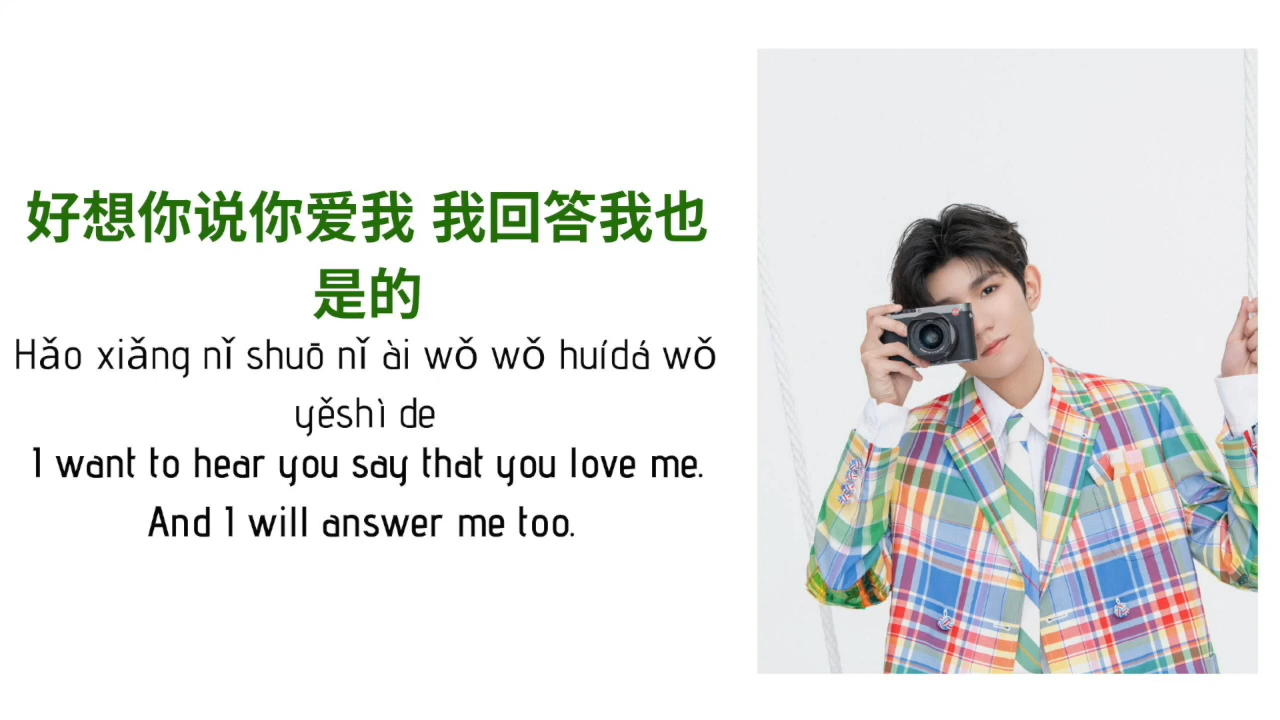 好想你说你爱我 我回答我也
是的
Hǎo xiǎng nǐ shuō nǐ ài wǒ wǒ huídá wǒ
yěshì de
I want to hear you say that you love me.
And I will answer me too.